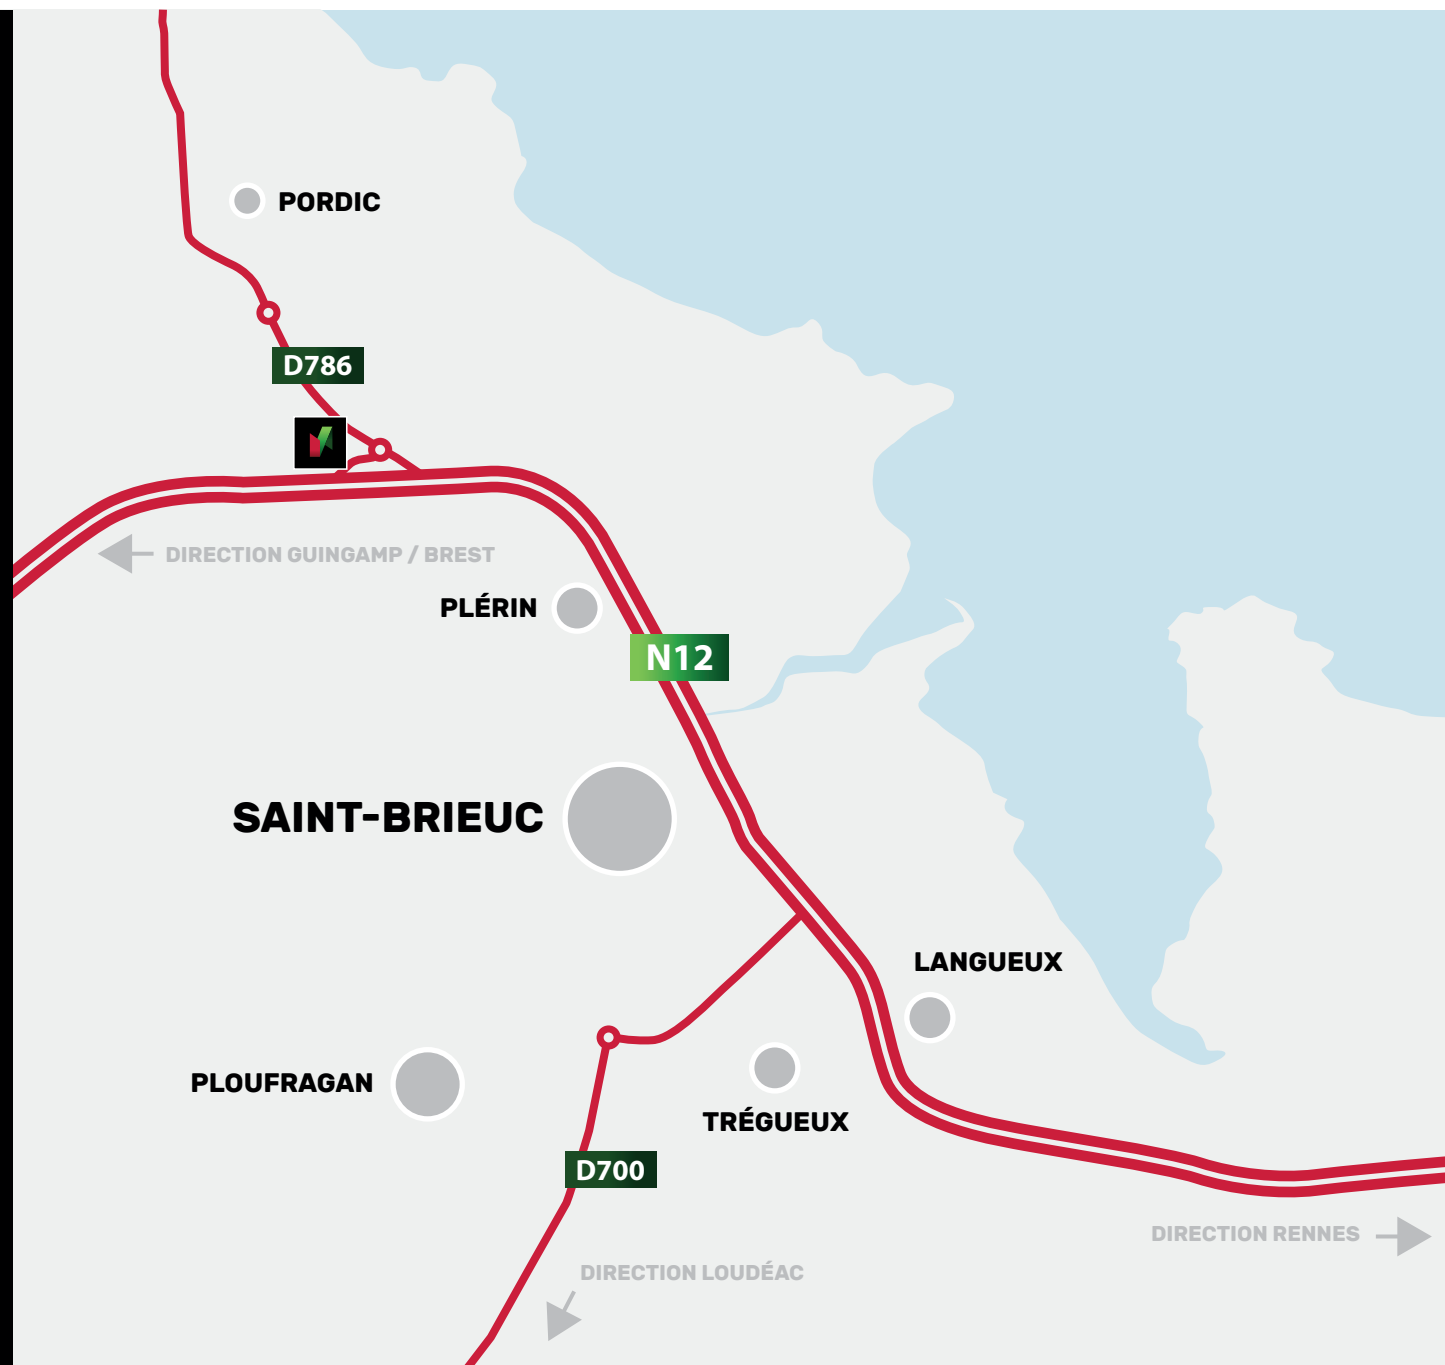 PORDIC
D786
DIRECTION GUINGAMP / BREST
PLÉRIN
N12
SAINT-BRIEUC
LANGUEUX
PLOUFRAGAN
TRÉGUEUX
D700
DIRECTION RENNES
DIRECTION LOUDÉAC